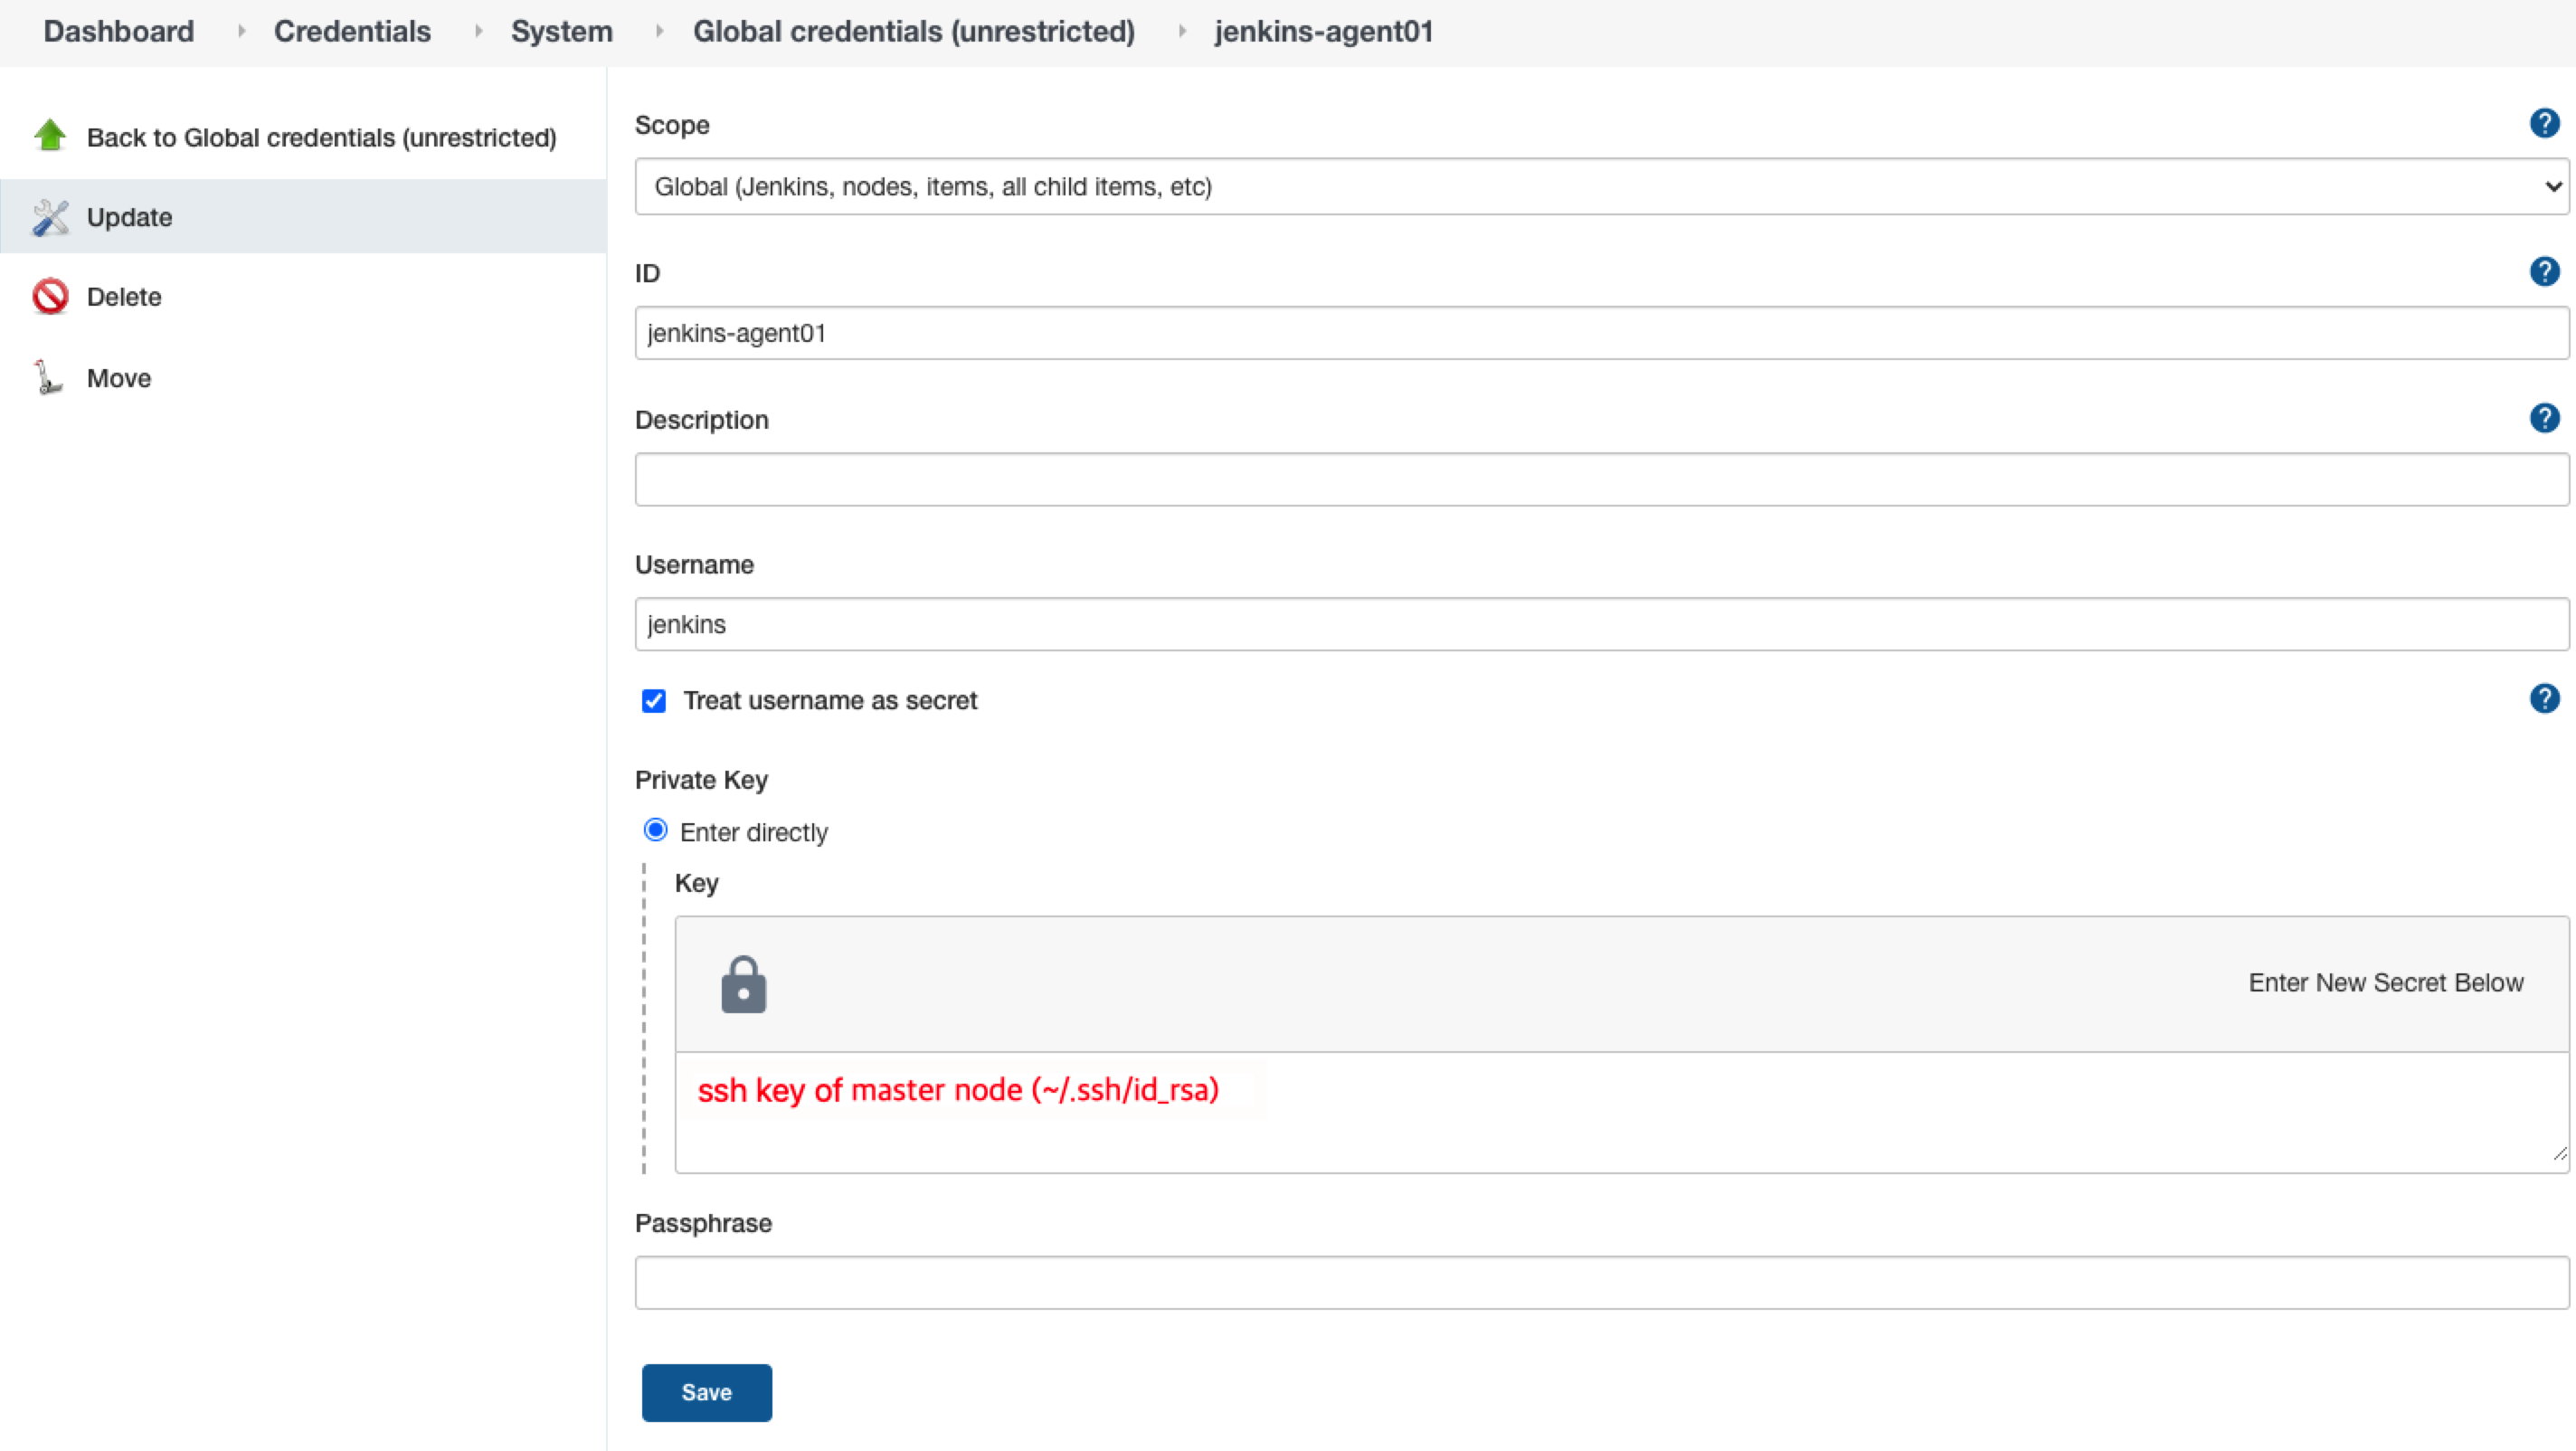 Dashboard Credentials System Global credentials (unrestricted) jenkins-agent01
Back to Global credentials (unrestricted)
Update
Delete
Move
Scope
?
Global (Jenkins, nodes, items, all child items, etc)
ID
?
jenkins-agent01
Description
?
Username
jenkins
Treat username as secret
?
Private Key
Enter directly
Key
Enter New Secret Below
ssh key of master node (~/.ssh/id_rsa)
Passphrase
Save